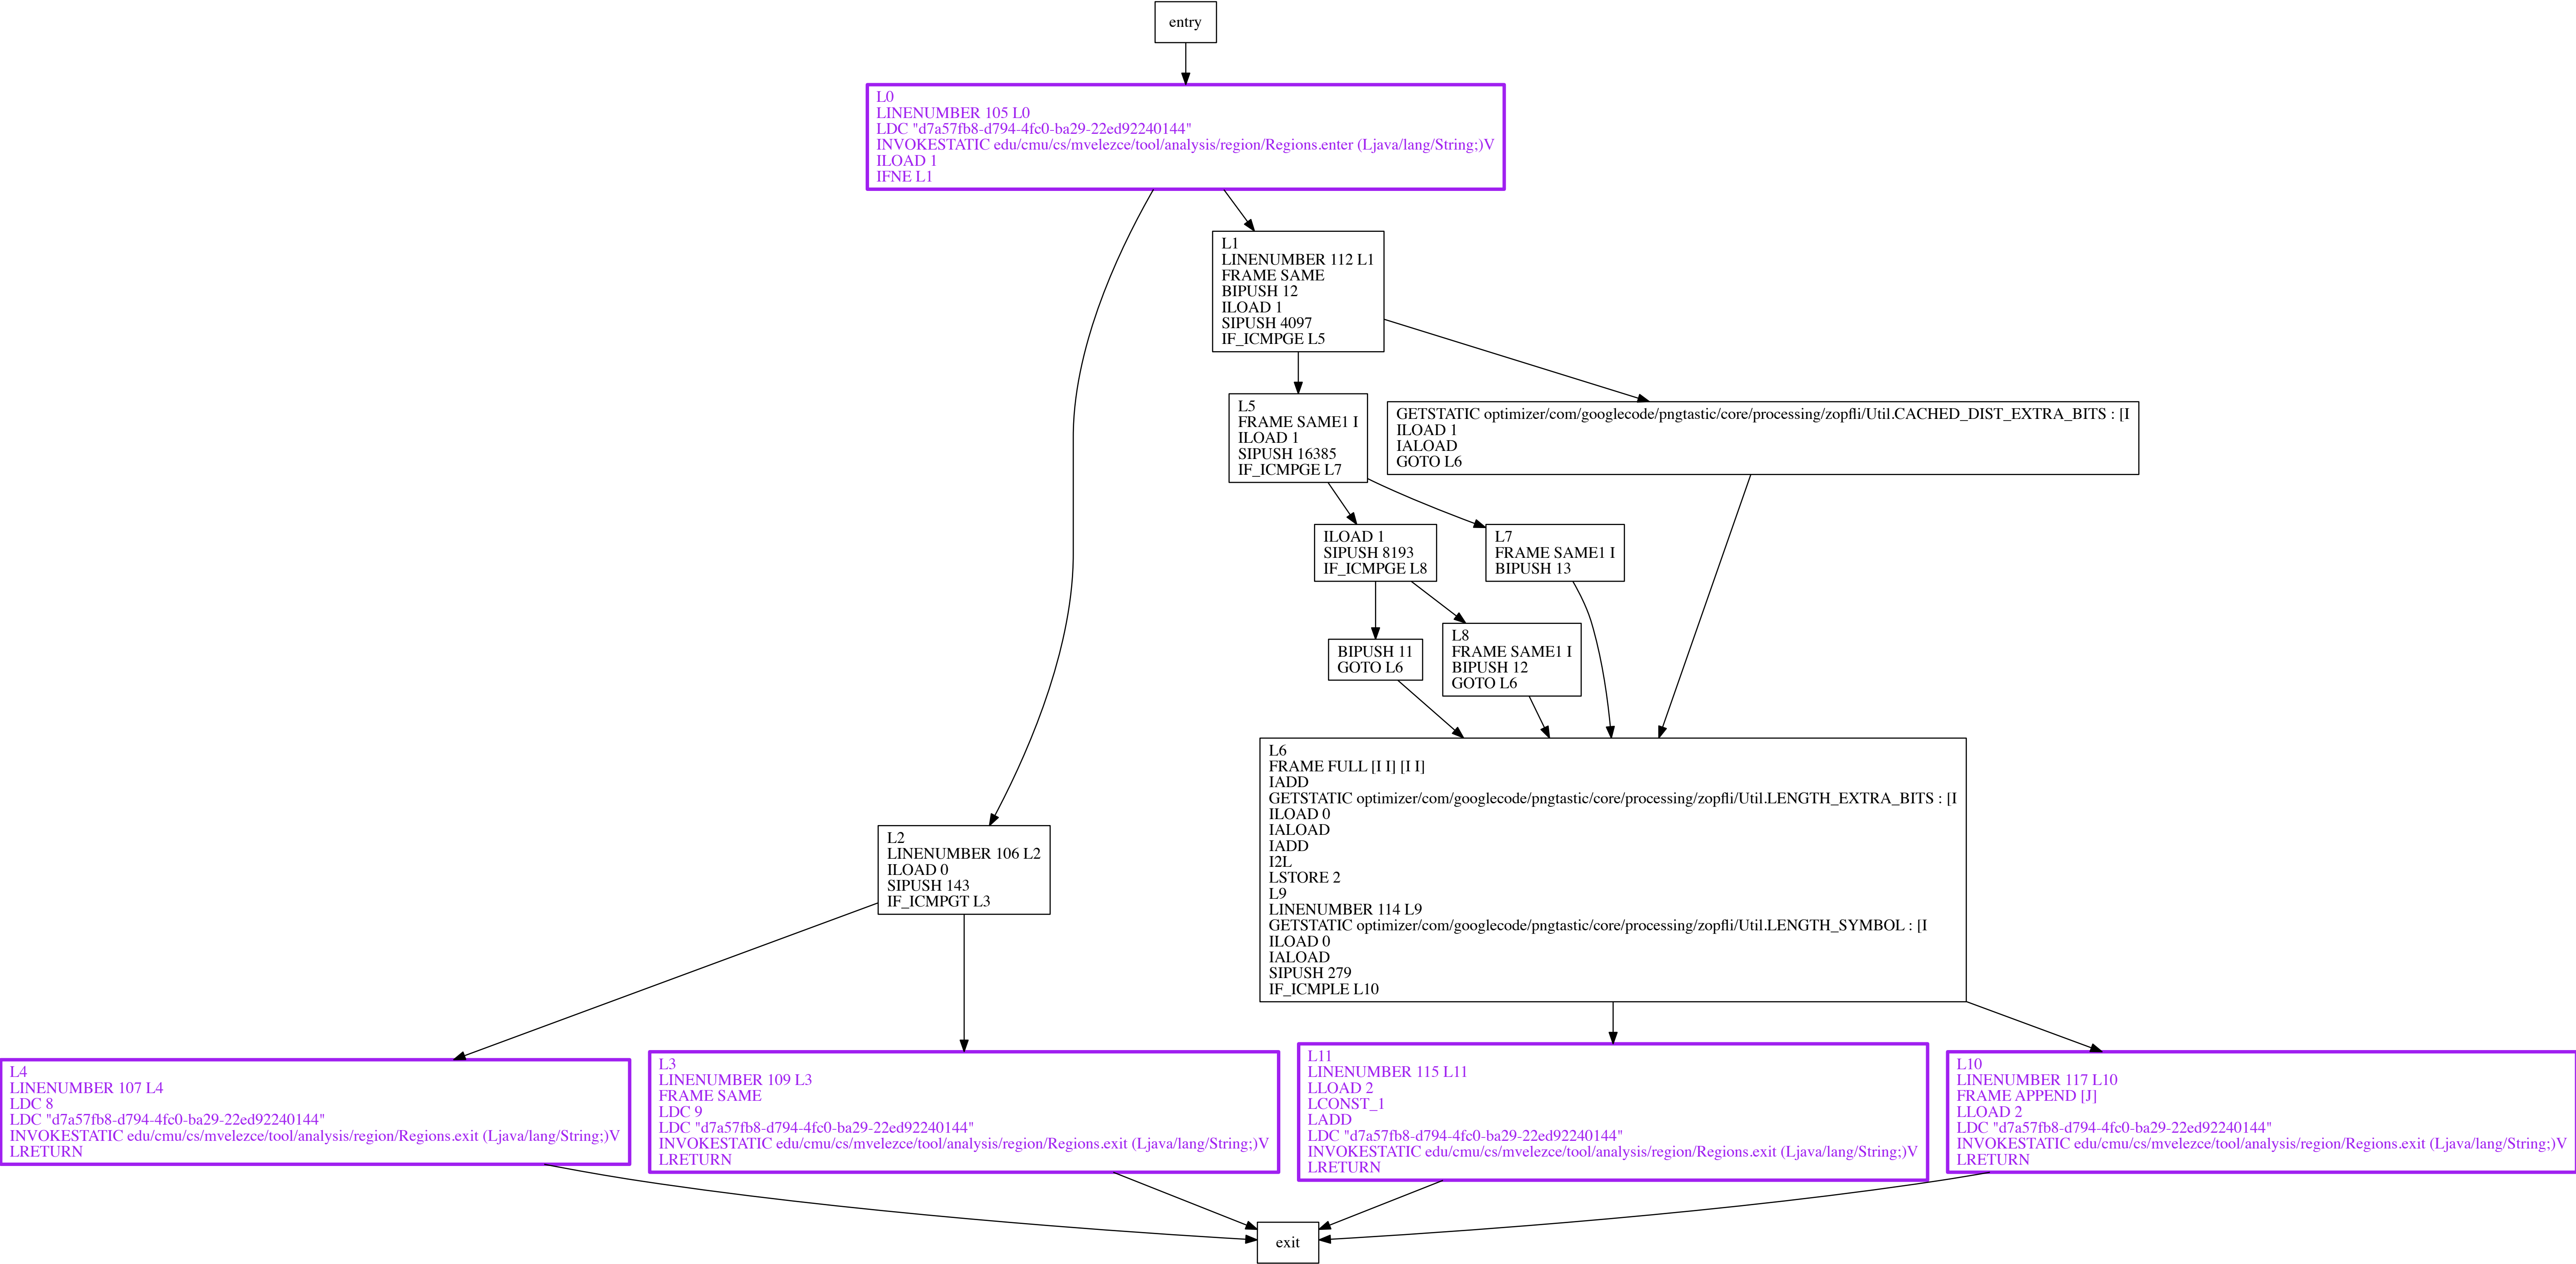 entry
L0
LINENUMBER 105 L0
LDC "d7a57fb8-d794-4fc0-ba29-22ed92240144"
INVOKESTATIC edu/cmu/cs/mvelezce/tool/analysis/region/Regions.enter (Ljava/lang/String;)V
ILOAD 1
IFNE L1
L1
LINENUMBER 112 L1
FRAME SAME
BIPUSH 12
ILOAD 1
SIPUSH 4097
IF_ICMPGE L5
L5
FRAME SAME1 I
ILOAD 1
SIPUSH 16385
IF_ICMPGE L7
GETSTATIC optimizer/com/googlecode/pngtastic/core/processing/zopfli/Util.CACHED_DIST_EXTRA_BITS : [I
ILOAD 1
IALOAD
GOTO L6
ILOAD 1
SIPUSH 8193
IF_ICMPGE L8
L7
FRAME SAME1 I
BIPUSH 13
BIPUSH 11
GOTO L6
L8
FRAME SAME1 I
BIPUSH 12
GOTO L6
L6
FRAME FULL [I I] [I I]
IADD
GETSTATIC optimizer/com/googlecode/pngtastic/core/processing/zopfli/Util.LENGTH_EXTRA_BITS : [I
ILOAD 0
IALOAD
IADD
I2L
LSTORE 2
L9
LINENUMBER 114 L9
GETSTATIC optimizer/com/googlecode/pngtastic/core/processing/zopfli/Util.LENGTH_SYMBOL : [I
ILOAD 0
IALOAD
SIPUSH 279
IF_ICMPLE L10
L2
LINENUMBER 106 L2
ILOAD 0
SIPUSH 143
IF_ICMPGT L3
L4
LINENUMBER 107 L4
LDC 8
LDC "d7a57fb8-d794-4fc0-ba29-22ed92240144"
INVOKESTATIC edu/cmu/cs/mvelezce/tool/analysis/region/Regions.exit (Ljava/lang/String;)V
LRETURN
L3
LINENUMBER 109 L3
FRAME SAME
LDC 9
LDC "d7a57fb8-d794-4fc0-ba29-22ed92240144"
INVOKESTATIC edu/cmu/cs/mvelezce/tool/analysis/region/Regions.exit (Ljava/lang/String;)V
LRETURN
L11
LINENUMBER 115 L11
LLOAD 2
LCONST_1
LADD
LDC "d7a57fb8-d794-4fc0-ba29-22ed92240144"
INVOKESTATIC edu/cmu/cs/mvelezce/tool/analysis/region/Regions.exit (Ljava/lang/String;)V
LRETURN
L10
LINENUMBER 117 L10
FRAME APPEND [J]
LLOAD 2
LDC "d7a57fb8-d794-4fc0-ba29-22ed92240144"
INVOKESTATIC edu/cmu/cs/mvelezce/tool/analysis/region/Regions.exit (Ljava/lang/String;)V
LRETURN
exit